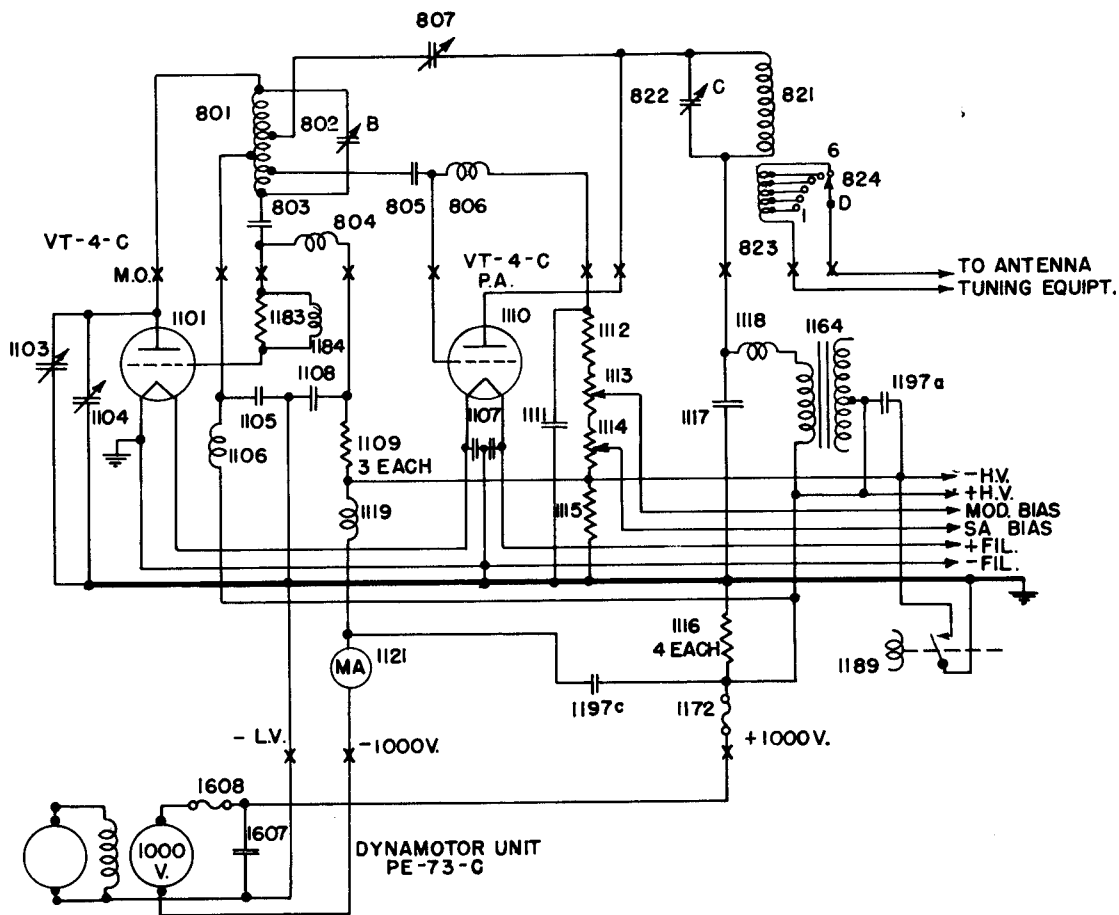 807
801
802
B
822
C
821
6
824
D
1
803
804
805
806
823
VT-4-C
M.O.
VT-4-C
P.A.
TO ANTENNA
TUNING EQUIPT.
1101
1183
1184
1110
1112
1118
1164
1103
1104
1108
1113
1197a
1105
1107
1111
1114
1117
1106
1109
3 EACH
-H.V.
+H.V.
1119
1115
MOD. BIAS
SA BIAS
+FIL.
-FIL.
1116
4 EACH
1189
MA
1121
1197c
1172
- L.V.
-1000V.
+1000V.
1608
1607
1000
V.
DYNAMOTOR UNIT
PE-73-C